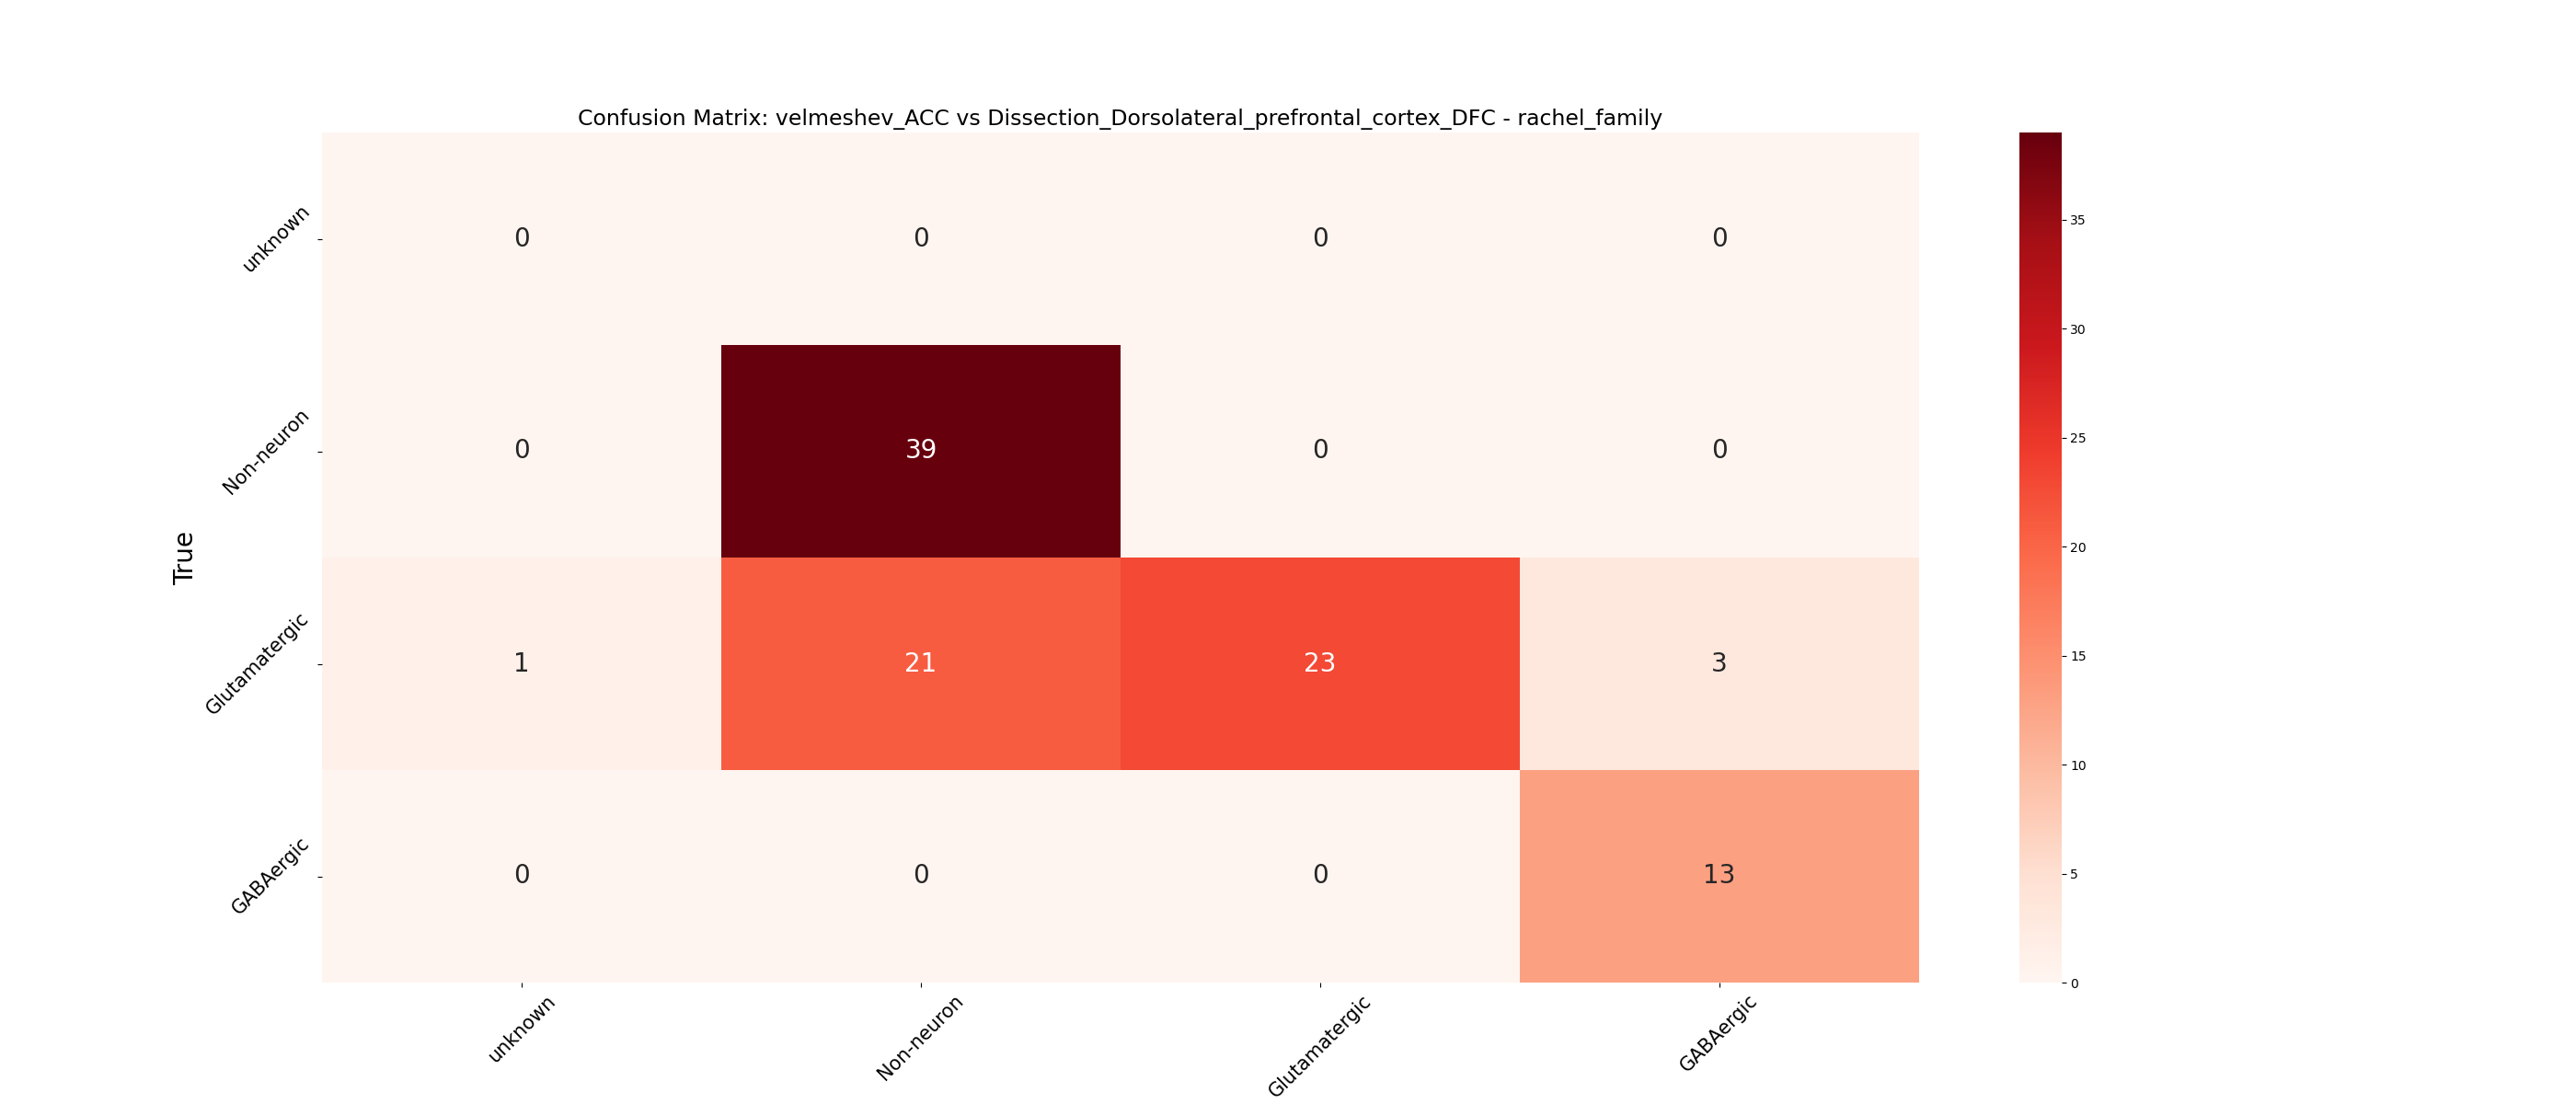 Confusion Matrix: velmeshev_ACC vs Dissection_Dorsolateral_prefrontal_cortex_DFC - rachel_family
True
unknown
0 0 0 0
Non-neuron
0 39 0 0
Glutamatergic
1 21 23 3
GABAergic
0 0 0 13
unknown Non-neuron Glutamatergic GABAergic
35
30
25
20
15
10
5
0